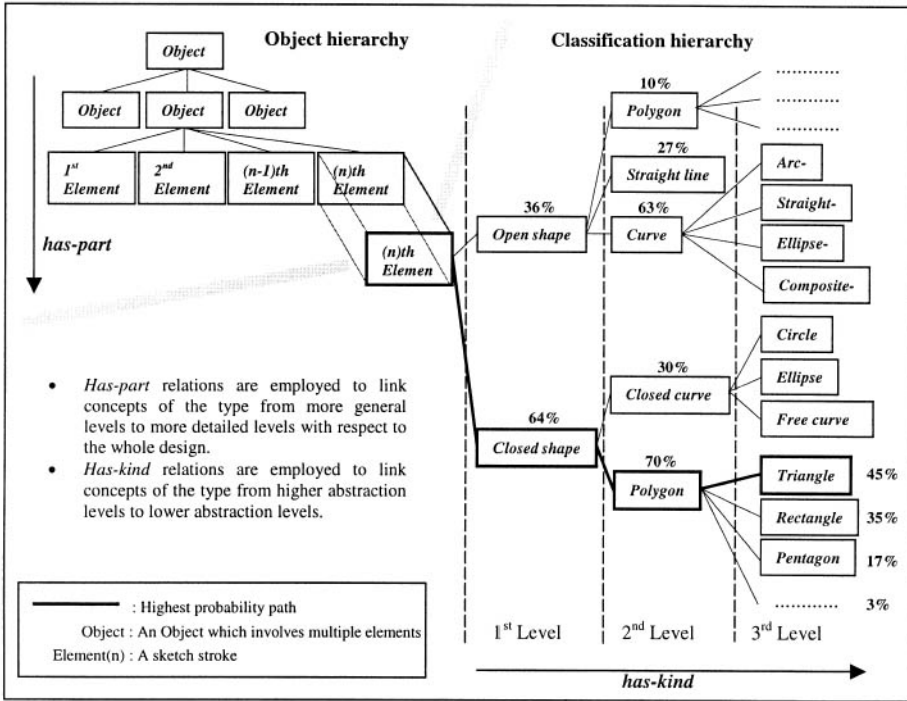 Object hierarchy
Object
Object
Object
Object
1st Element
2nd Element
(n-1)th Element
(n)th Element
(n)th Elemen
has-part
Classification hierarchy
36%
Open shape
10%
Polygon
27%
Straight line
63%
Curve
.............
.............
.............
Arc-
Straight-
Ellipse-
Composite-
64%
Closed shape
30%
Closed curve
70%
Polygon
Circle
Ellipse
Free curve
Triangle 45%
Rectangle 35%
Pentagon 17%
............. 3%
1st Level
2nd Level
3rd Level
has-kind
• Has-part relations are employed to link
concepts of the type from more general
levels to more detailed levels with respect to
the whole design.
• Has-kind relations are employed to link
concepts of the type from higher abstraction
levels to lower abstraction levels.
: Highest probability path
Object : An Object which involves multiple elements
Element(n) : A sketch stroke